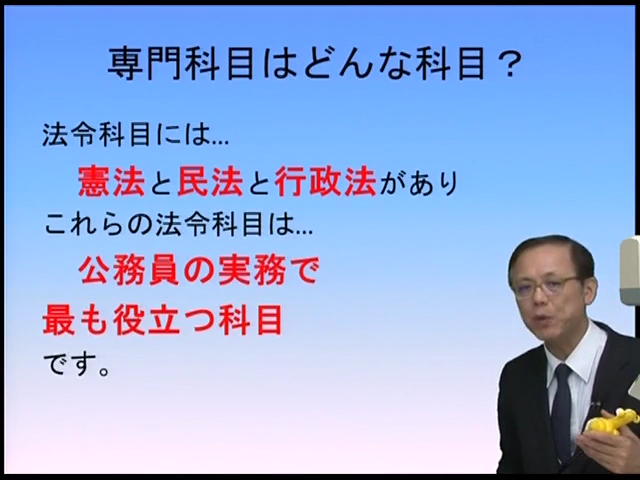 専門科目はどんな科目？
法令科目には…
憲法と民法と行政法があり
これらの法令科目は…
公務員の実務で
最も役立つ科目
です。